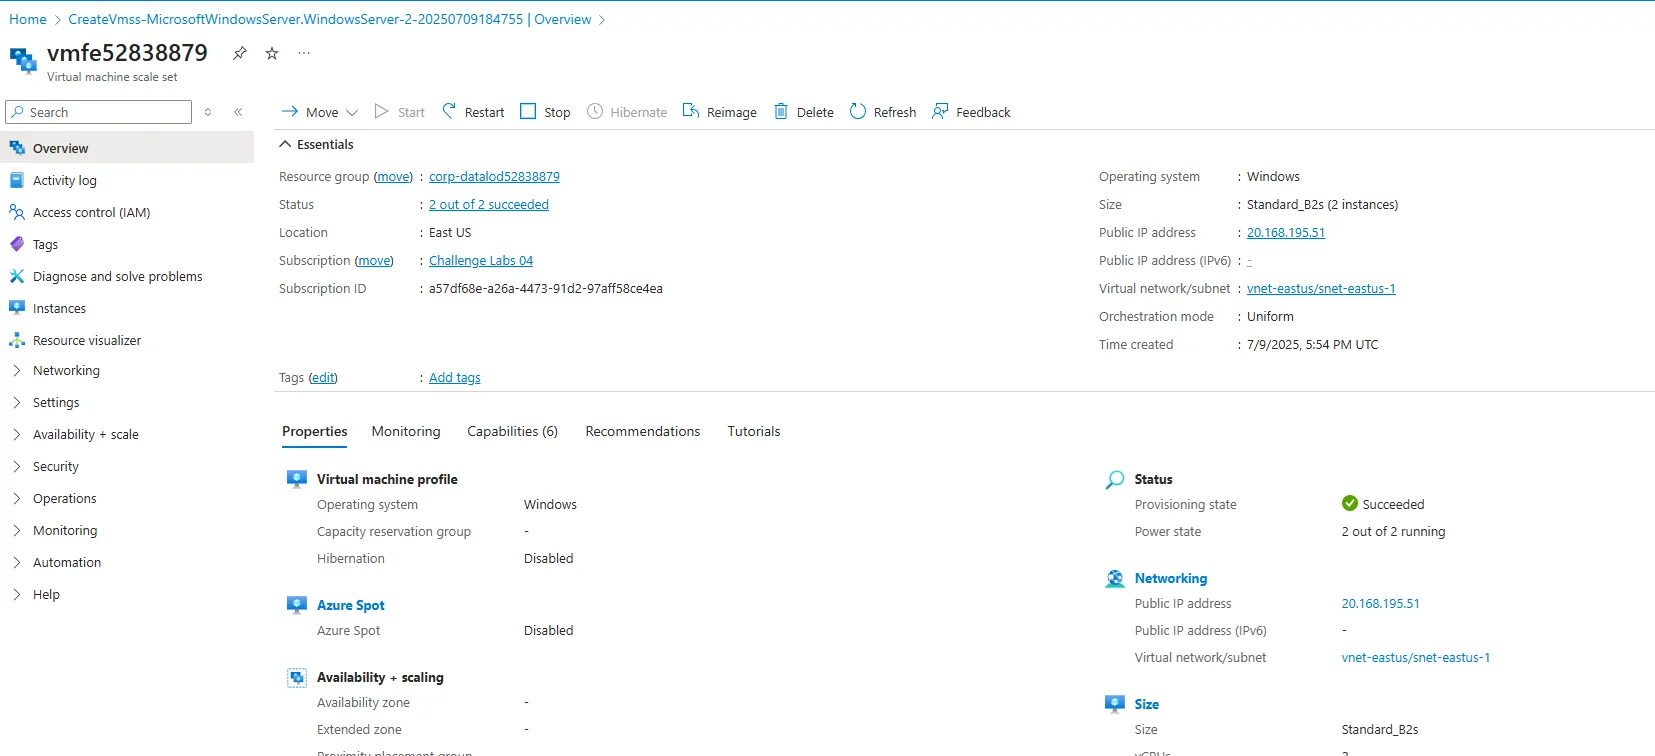 Home > CreateVmss-MicrosoftWindowsServer.WindowsServer-2-20250709184755 | Overview >
vmfe52838879
Virtual machine scale set
Search
Overview
Activity log
Access control (IAM)
Tags
Diagnose and solve problems
Instances
Resource visualizer
Networking
Settings
Availability + scale
Security
Operations
Monitoring
Automation
Help
Move Start Restart Stop Hibernate Reimage Delete Refresh Feedback
Essentials
Resource group (move) : corp-datalod52838879
Status : 2 out of 2 succeeded
Location : East US
Subscription (move) : Challenge Labs 04
Subscription ID : a57df68e-a26a-4473-91d2-97aff58ce4ea
Operating system : Windows
Size : Standard_B2s (2 instances)
Public IP address : 20.168.195.51
Public IP address (IPv6) : -
Virtual network/subnet : vnet-eastus/snet-eastus-1
Orchestration mode : Uniform
Time created : 7/9/2025, 5:54 PM UTC
Tags (edit) : Add tags
Properties Monitoring Capabilities (6) Recommendations Tutorials
Virtual machine profile
Operating system Windows
Capacity reservation group -
Hibernation Disabled
Azure Spot
Azure Spot Disabled
Availability + scaling
Availability zone -
Extended zone -
Proximity placement group
Status
Provisioning state Succeeded
Power state 2 out of 2 running
Networking
Public IP address 20.168.195.51
Public IP address (IPv6) -
Virtual network/subnet vnet-eastus/snet-eastus-1
Size
Size Standard_B2s
vCPUs 2